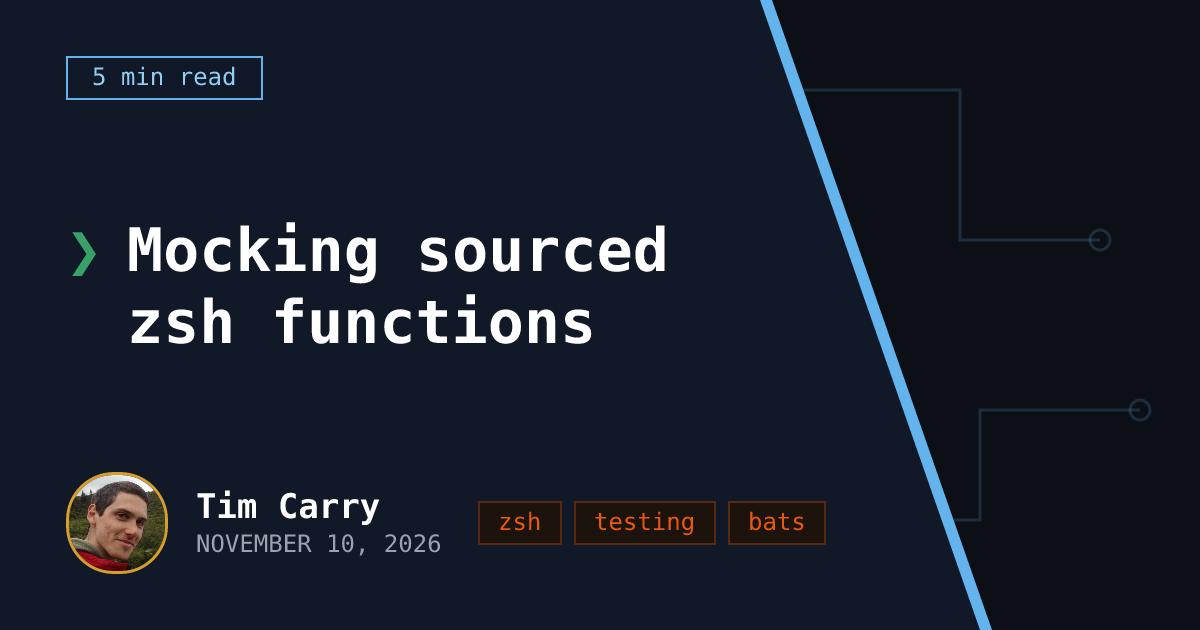 5 min read
❯ Mocking sourced
zsh functions
Tim Carry
NOVEMBER 10, 2026
zsh testing bats